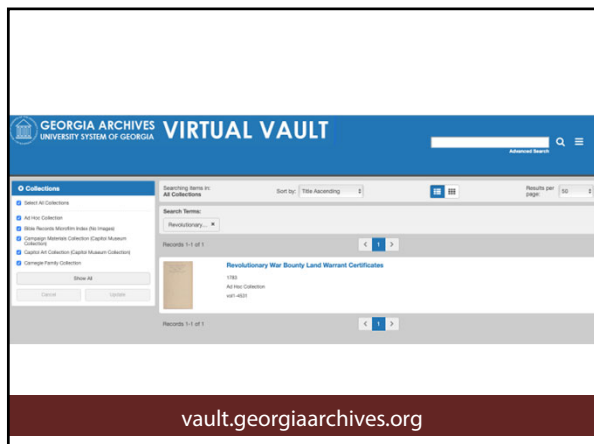 GEORGIA ARCHIVES
UNIVERSITY SYSTEM OF GEORGIA
VIRTUAL VAULT
Advanced Search
Collections
Select All Collections
Ad Hoc Collection
Bible Records Microfilm Index (No Images)
Campaign Materials Collection (Capitol Museum
Collection)
Capitol Art Collection (Capitol Museum Collection)
Carnegie Family Collection
Show All
Cancel
Update
Searching items in:
All Collections
Sort by:
Title Ascending
Results per
page:
50
Search Terms:
Revolutionary... ×
Records 1-1 of 1
< 1 >
Revolutionary War Bounty Land Warrant Certificates
1783
Ad Hoc Collection
Records 1-1 of 1
< 1 >
vault.georgiaarchives.org